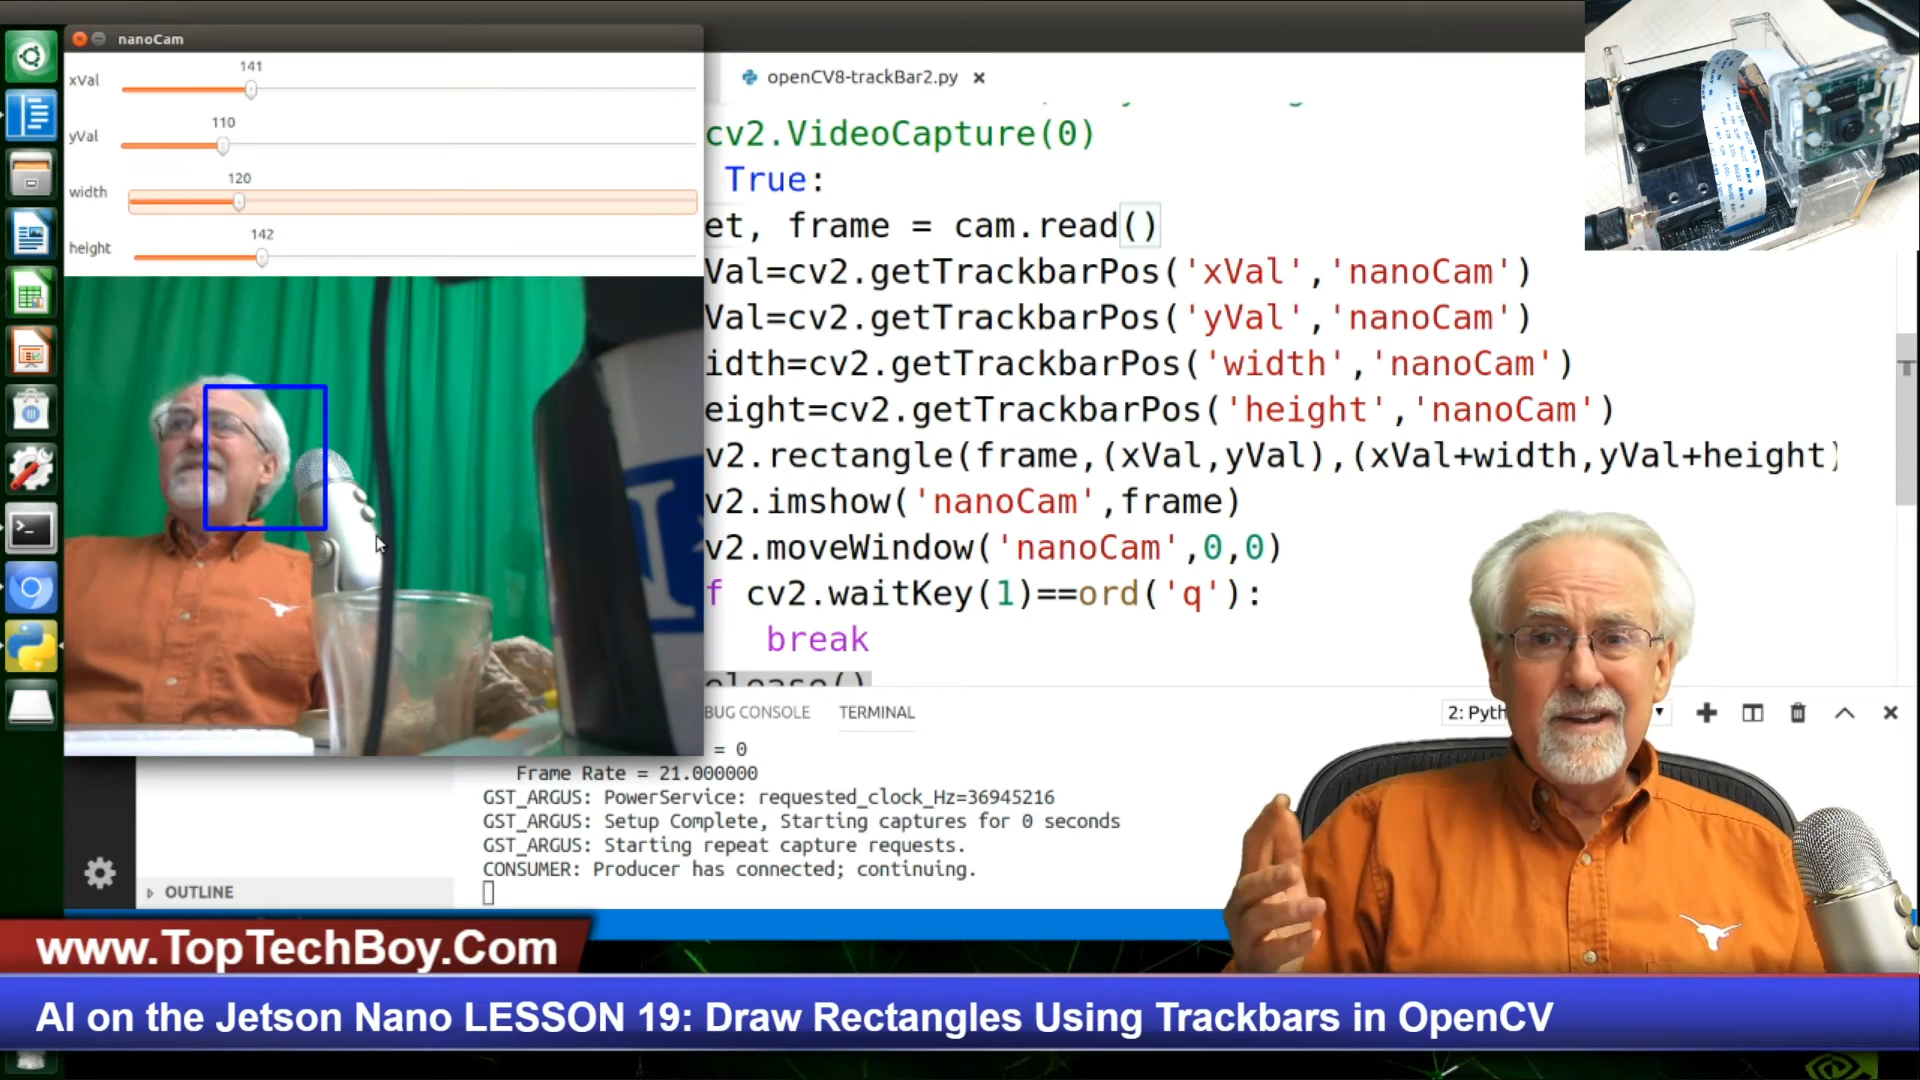 nanoCam
xVal
141
yVal
110
width
120
height
142
openCV8-trackBar2.py
cv2.VideoCapture(0)
True:
et, frame = cam.read()
Val=cv2.getTrackbarPos('xVal','nanoCam')
Val=cv2.getTrackbarPos('yVal','nanoCam')
idth=cv2.getTrackbarPos('width','nanoCam')
eight=cv2.getTrackbarPos('height','nanoCam')
v2.rectangle(frame,(xVal,yVal),(xVal+width,yVal+height)
v2.imshow('nanoCam',frame)
v2.moveWindow('nanoCam',0,0)
f cv2.waitKey(1)==ord('q'):
break
BUG CONSOLE
TERMINAL
2: Pyth
= 0
Frame Rate = 21.000000
GST_ARGUS: PowerService: requested_clock_Hz=36945216
GST_ARGUS: Setup Complete, Starting captures for 0 seconds
GST_ARGUS: Starting repeat capture requests.
CONSUMER: Producer has connected; continuing.
OUTLINE
www.TopTechBoy.Com
AI on the Jetson Nano LESSON 19: Draw Rectangles Using Trackbars in OpenCV